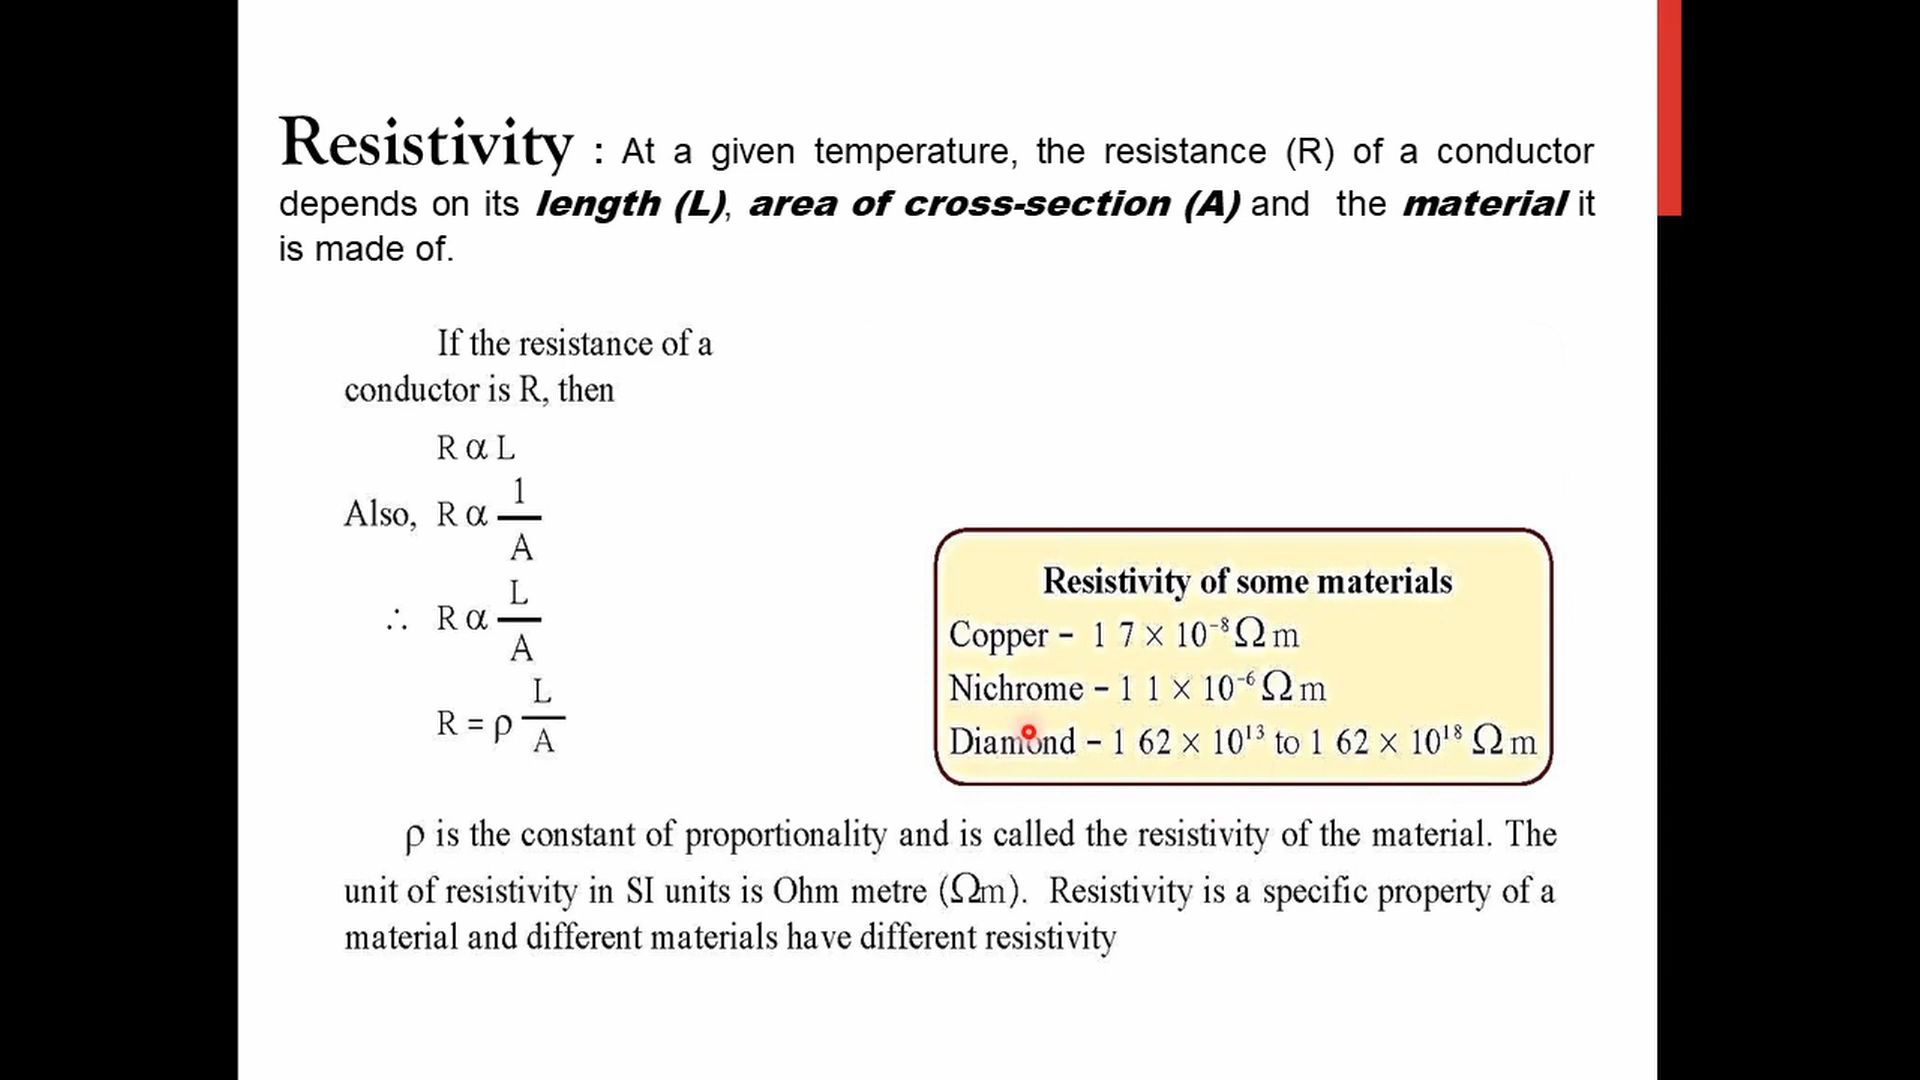 Resistivity : At a given temperature, the resistance (R) of a conductor
depends on its length (L), area of cross-section (A) and the material it
is made of.
If the resistance of a
conductor is R, then
R α L
Also, R α 1/A
∴ R α L/A
R = ρ L/A
Resistivity of some materials
Copper – 1 7 × 10⁻⁸ Ω m
Nichrome – 1 1 × 10⁻⁶ Ω m
Diamond – 1 62 × 10¹³ to 1 62 × 10¹⁸ Ω m
ρ is the constant of proportionality and is called the resistivity of the material. The
unit of resistivity in SI units is Ohm metre (Ωm). Resistivity is a specific property of a
material and different materials have different resistivity